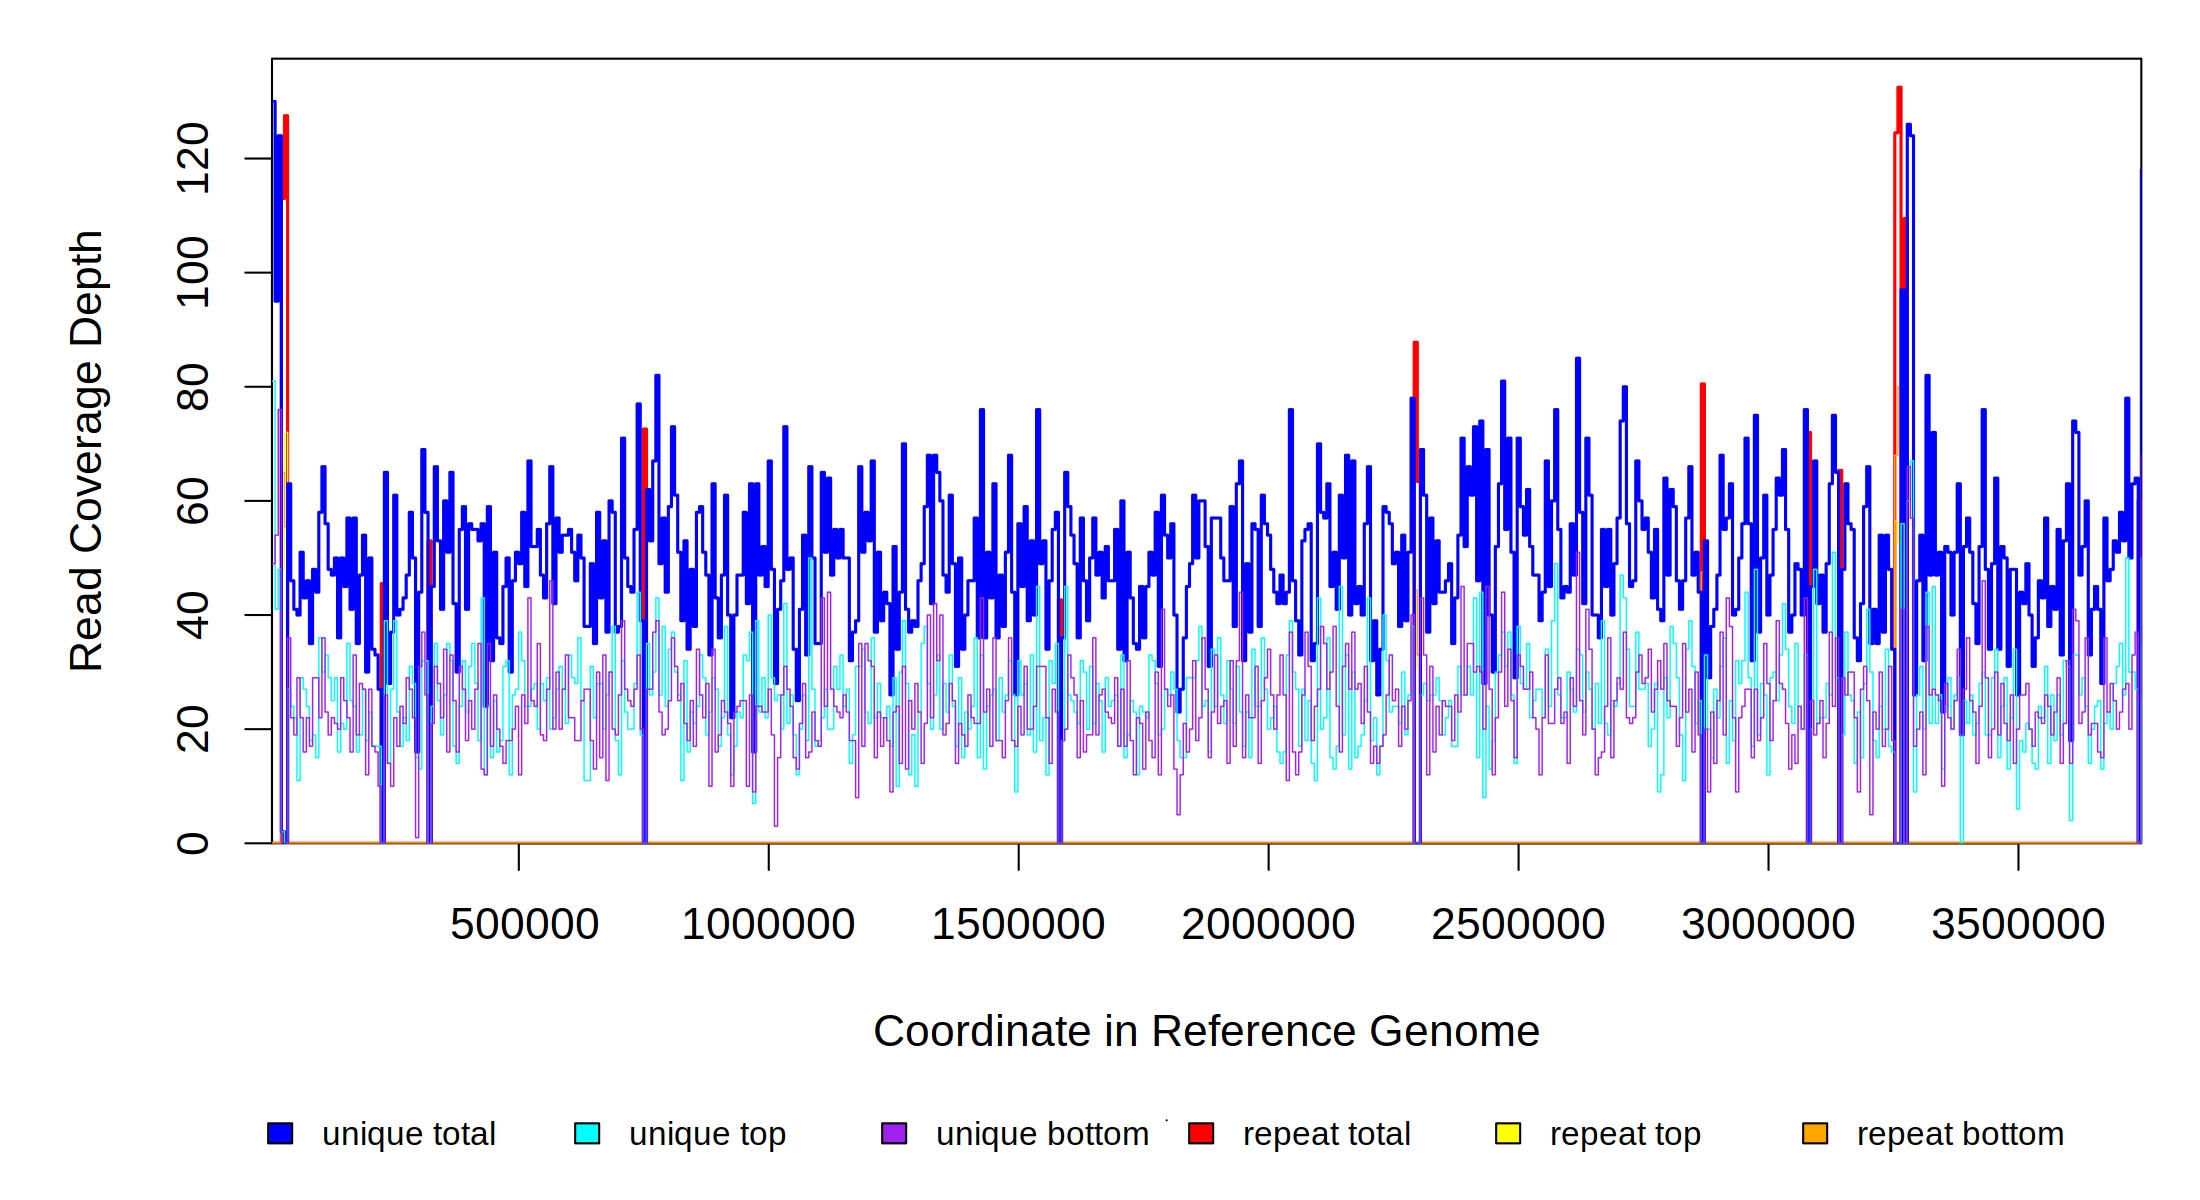 120
100
80
60
40
20
0
Read Coverage Depth
500000 1000000 1500000 2000000 2500000 3000000 3500000
Coordinate in Reference Genome
unique total unique top unique bottom repeat total repeat top repeat bottom